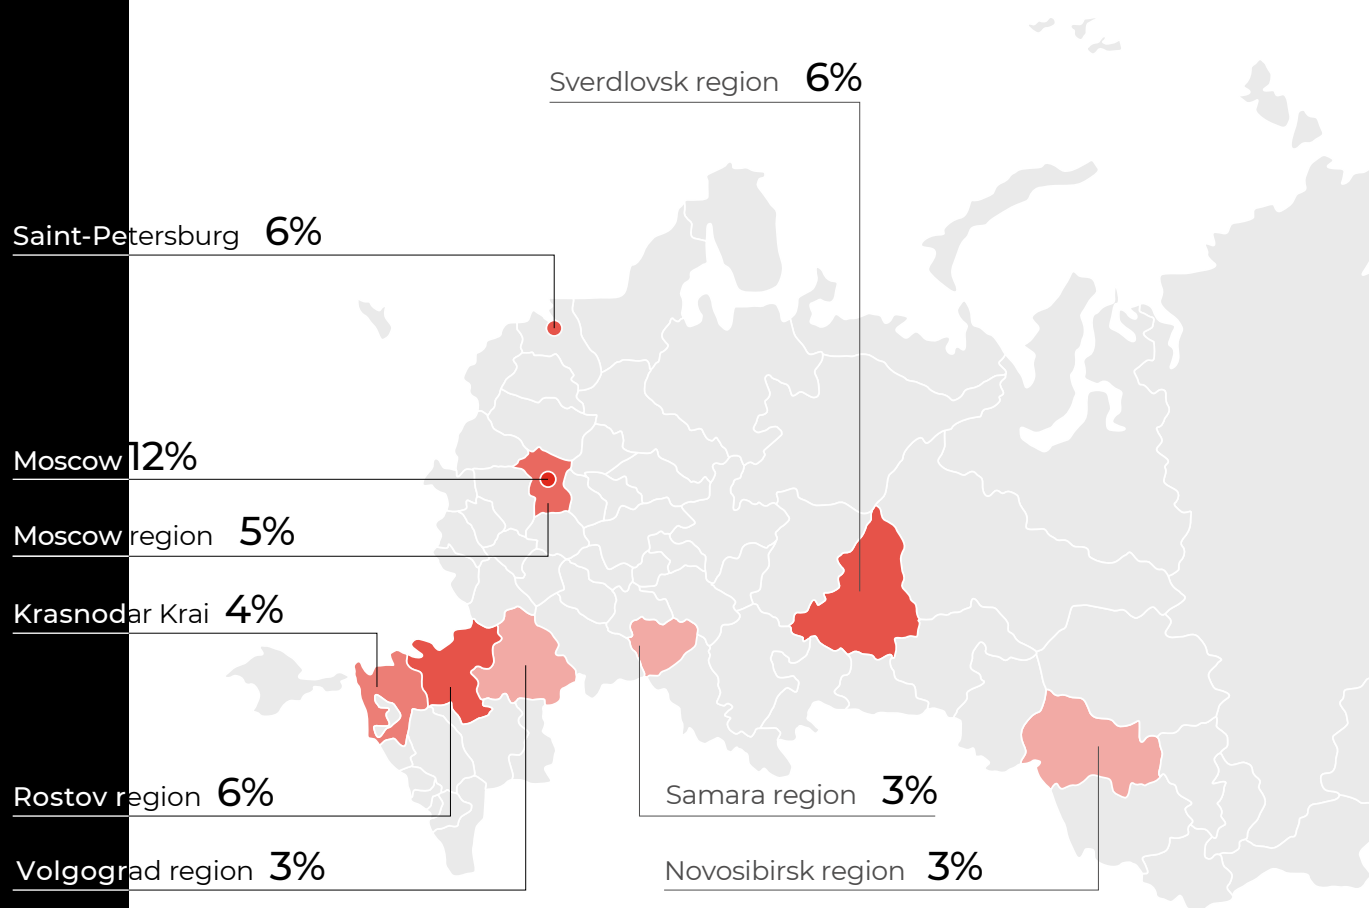 Sverdlovsk region 6%
Saint-Petersburg 6%
Moscow 12%
Moscow region 5%
Krasnodar Krai 4%
Rostov region 6%
Samara region 3%
Volgograd region 3%
Novosibirsk region 3%